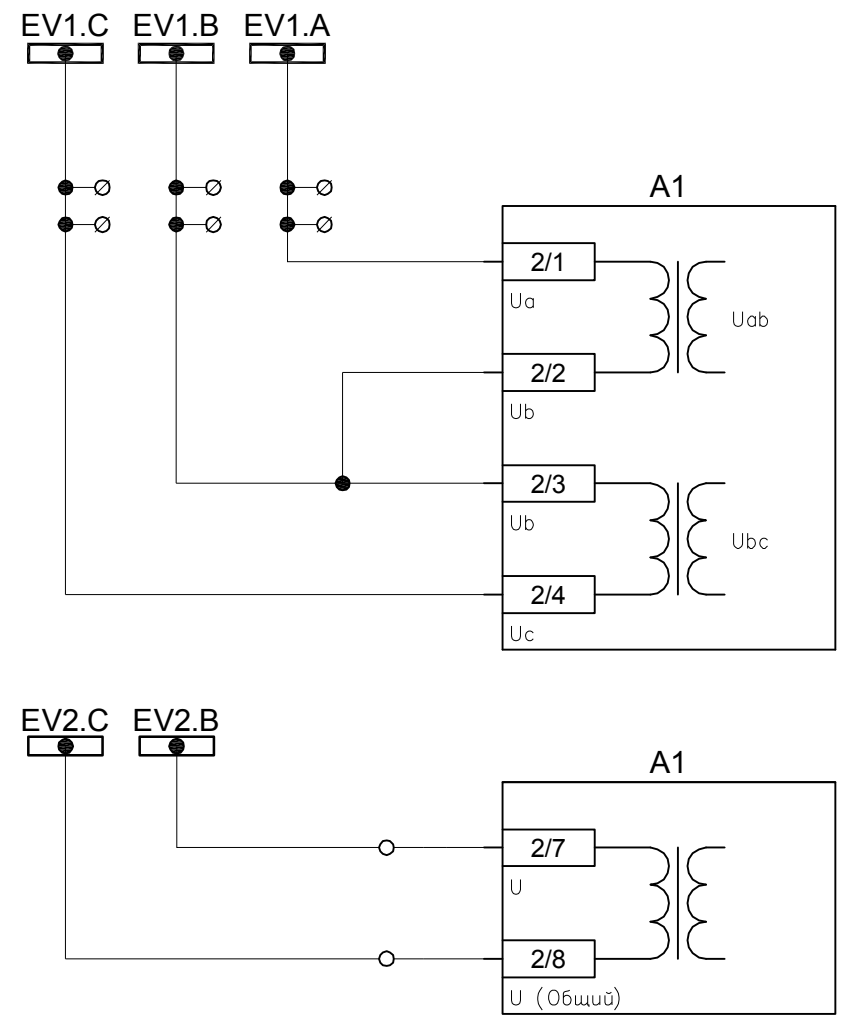 EV1.C EV1.B EV1.A
A1
2/1
Ua
Uab
2/2
Ub
2/3
Ub
Ubc
2/4
Uc
EV2.C EV2.B
A1
2/7
U
2/8
U (Общий)